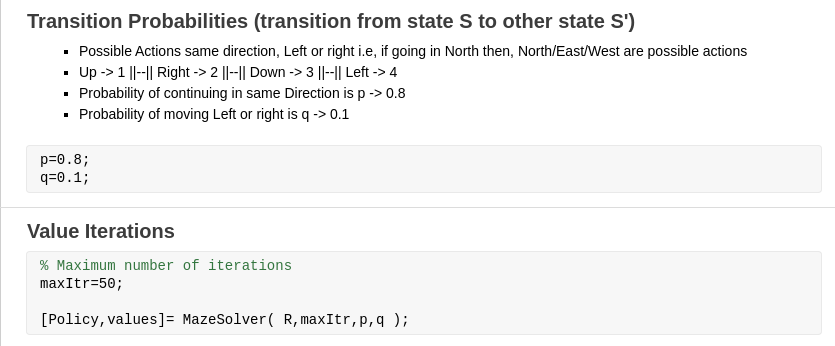 Transition Probabilities (transition from state S to other state S')
▪ Possible Actions same direction, Left or right i.e, if going in North then, North/East/West are possible actions
▪ Up -> 1 ||--|| Right -> 2 ||--|| Down -> 3 ||--|| Left -> 4
▪ Probability of continuing in same Direction is p -> 0.8
▪ Probability of moving Left or right is q -> 0.1
p=0.8;
q=0.1;
Value Iterations
% Maximum number of iterations
maxItr=50;
[Policy,values]= MazeSolver( R,maxItr,p,q );